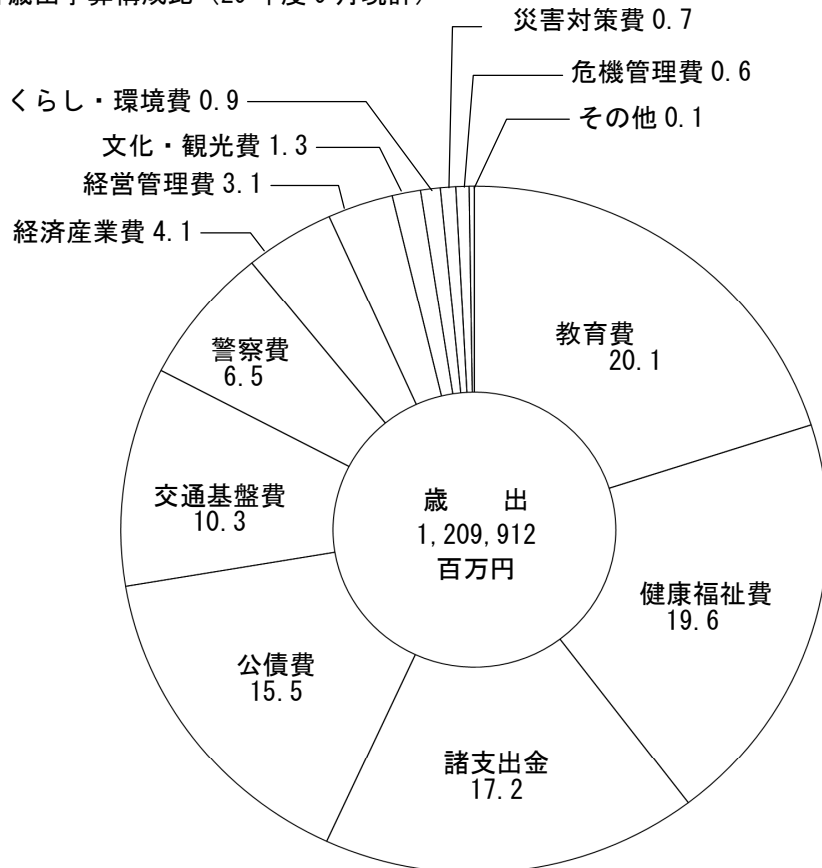 災害対策費 0.7
危機管理費 0.6
くらし・環境費 0.9
その他 0.1
文化・観光費 1.3
経営管理費 3.1
経済産業費 4.1
教育費
20.1
警察費
6.5
交通基盤費
10.3
歳 出
1,209,912
百万円
健康福祉費
19.6
公債費
15.5
諸支出金
17.2